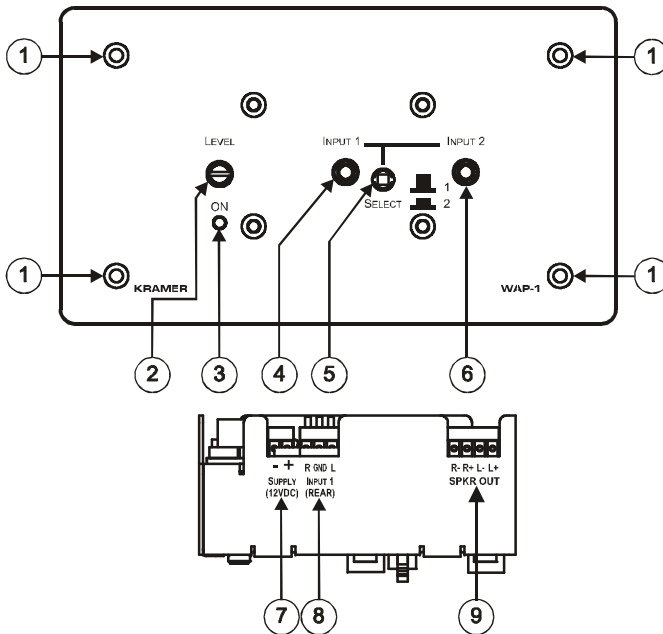 1 1
LEVEL INPUT 1 INPUT 2
1
SELECT 2
ON
1 1
KRAMER WAP-1
2 3 4 5 6
- + R GND L R- R+ L- L+
SUPPLY INPUT 1 SPKR OUT
(12VDC) (REAR)
7 8 9